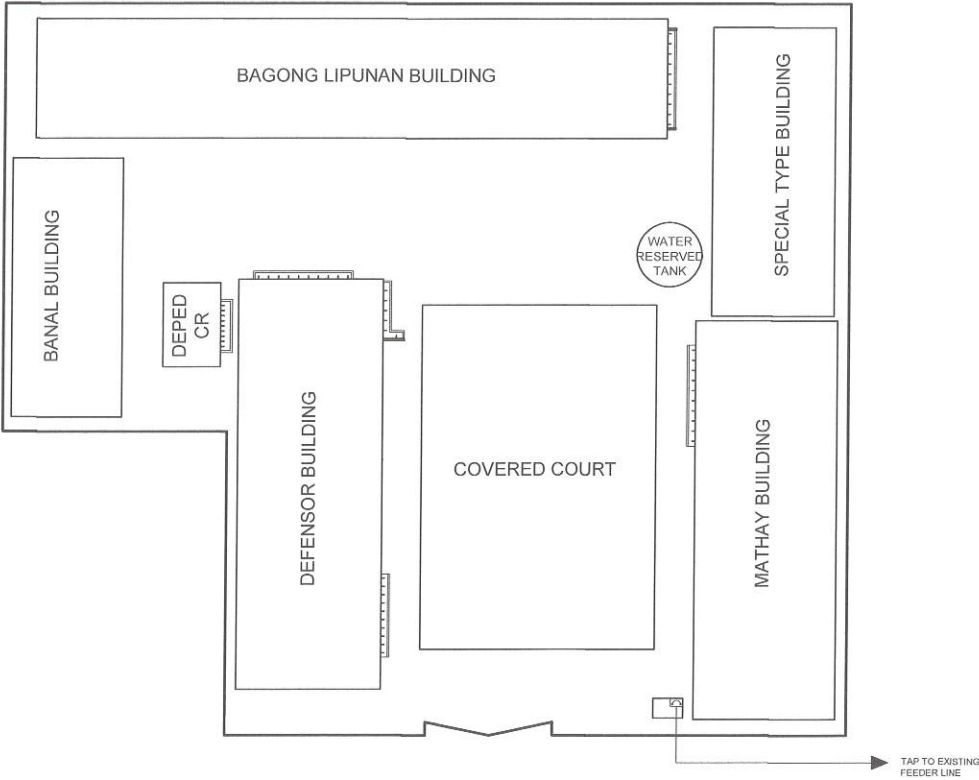 BAGONG LIPUNAN BUILDING
SPECIAL TYPE BUILDING
BANAL BUILDING
WATER
RESERVED
TANK
DEPED
CR
DEFENSOR BUILDING
COVERED COURT
MATHAY BUILDING
TAP TO EXISTING
FEEDER LINE